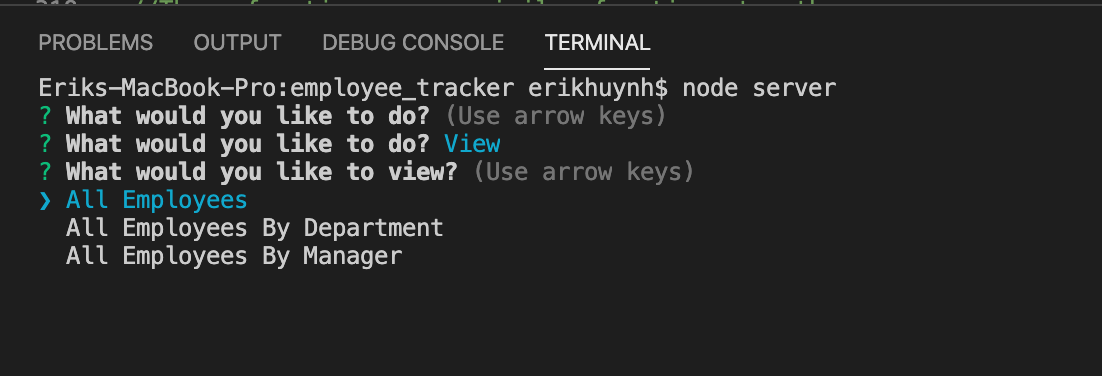 PROBLEMS OUTPUT DEBUG CONSOLE TERMINAL
Eriks-MacBook-Pro:employee_tracker erikhuynh$ node server
? What would you like to do? (Use arrow keys)
? What would you like to do? View
? What would you like to view? (Use arrow keys)
❯ All Employees
All Employees By Department
All Employees By Manager